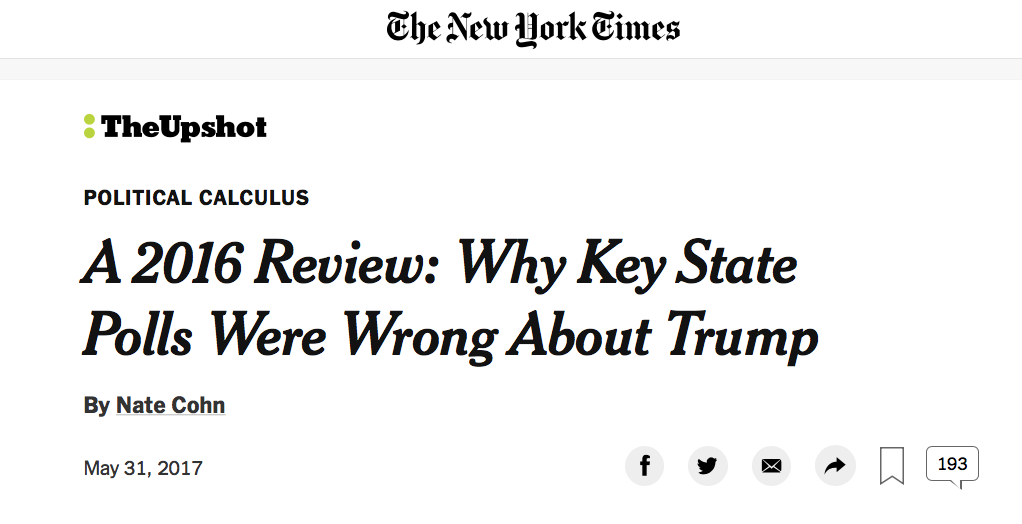 The New York Times
TheUpshot
POLITICAL CALCULUS
A 2016 Review: Why Key State
Polls Were Wrong About Trump
By Nate Cohn
May 31, 2017
193